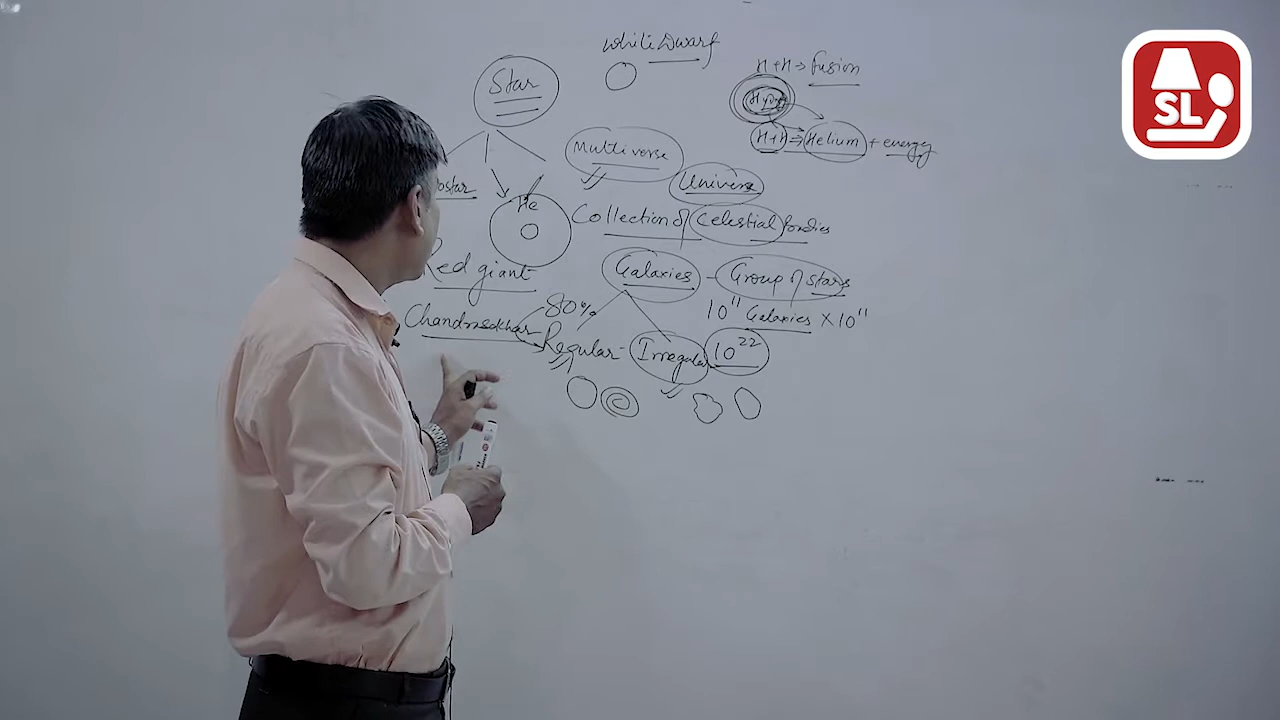 White Dwarf
Star
H+H→ Fusion
SL
H+H ⇒ Helium + energy
Multiverse
Universe
He
Collection of Celestial bodies
Red giant
Galaxies – Group of stars
80%
10¹¹ Galaxies × 10¹¹
Chandrasekhar
Regular – Irregular 10²²